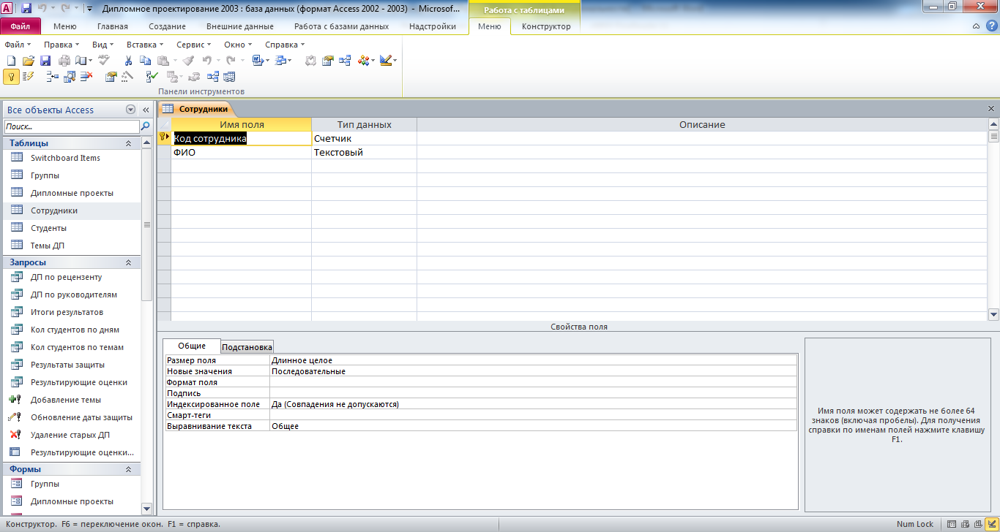 Дипломное проектирование 2003 : база данных (формат Access 2002 - 2003) - Microsoft...
Работа с таблицами
Файл Меню Главная Создание Внешние данные Работа с базами данных Надстройки Меню Конструктор
Файл Правка Вид Вставка Сервис Окно Справка
Панели инструментов
Все объекты Access
Поиск...
Таблицы
Switchboard Items
Группы
Дипломные проекты
Сотрудники
Студенты
Темы ДП
Запросы
ДП по рецензенту
ДП по руководителям
Итоги результатов
Кол студентов по дням
Кол студентов по темам
Результаты защиты
Результирующие оценки
Добавление темы
Обновление даты защиты
Удаление старых ДП
Результирующие оценки...
Формы
Группы
Дипломные проекты
Сотрудники
Имя поля Тип данных Описание
Код сотрудника Счетчик
ФИО Текстовый
Свойства поля
Общие Подстановка
Размер поля Длинное целое
Новые значения Последовательные
Формат поля
Подпись
Индексированное поле Да (Совпадения не допускаются)
Смарт-теги
Выравнивание текста Общее
Имя поля может содержать не более 64
знаков (включая пробелы). Для получения
справки по именам полей нажмите клавишу
F1.
Конструктор. F6 = переключение окон. F1 = справка.
Num Lock